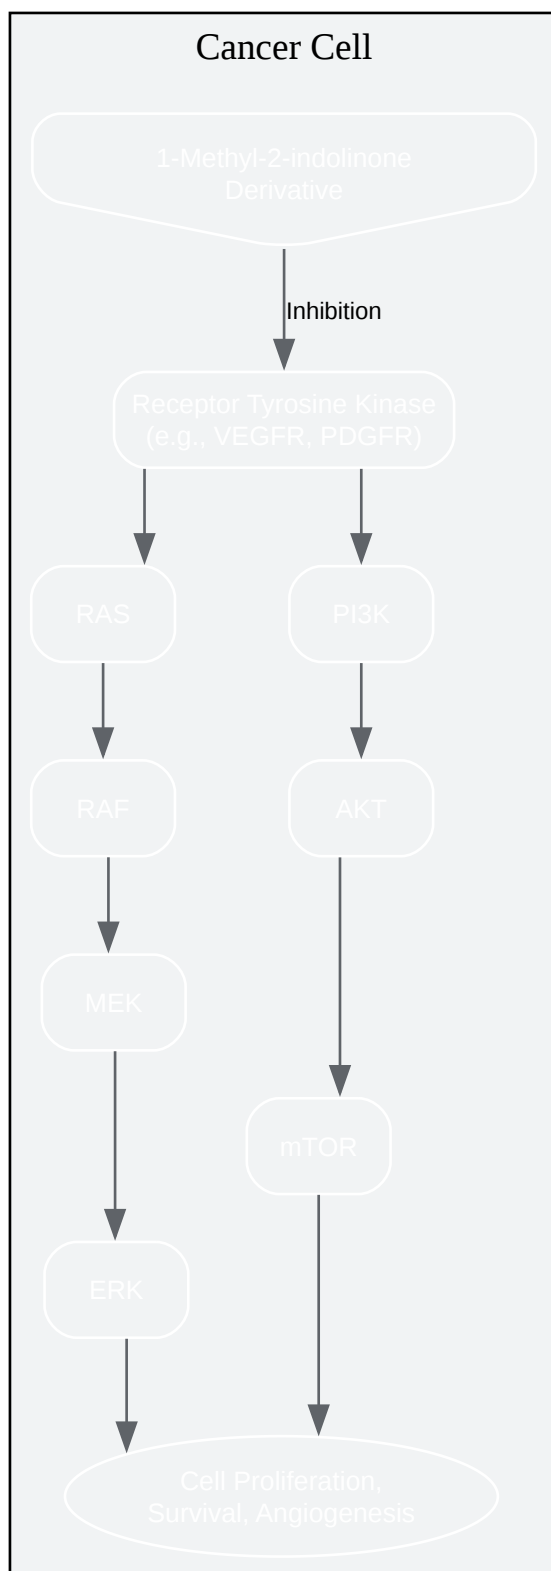 Cancer Cell
1-Methyl-2-indolinone
Derivative
Inhibition
Receptor Tyrosine Kinase
(e.g., VEGFR, PDGFR)
RAS
PI3K
RAF
AKT
MEK
mTOR
ERK
Cell Proliferation,
Survival, Angiogenesis